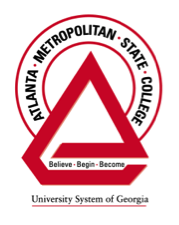 ATLANTA · METROPOLITAN · STATE · COLLEGE
Believe - Begin - Become
University System of Georgia